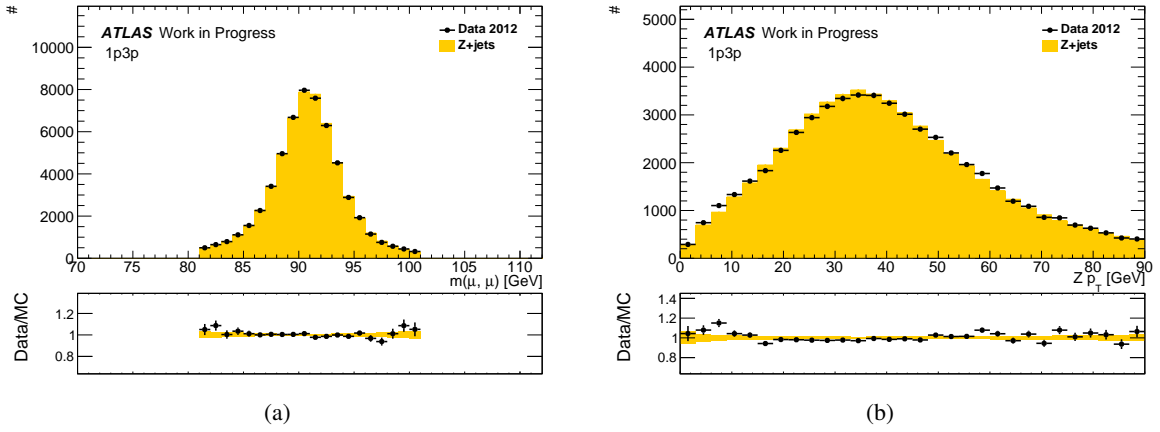 #
ATLAS Work in Progress
1p3p
Data 2012
Z+jets
10000
8000
6000
4000
2000
0
70 75 80 85 90 95 100 105 110
m(μ, μ) [GeV]
Data/MC
1.2
1
0.8
(a)
#
ATLAS Work in Progress
1p3p
Data 2012
Z+jets
5000
4000
3000
2000
1000
0
0 10 20 30 40 50 60 70 80 90
Z p_T [GeV]
Data/MC
1.4
1.2
1
0.8
(b)